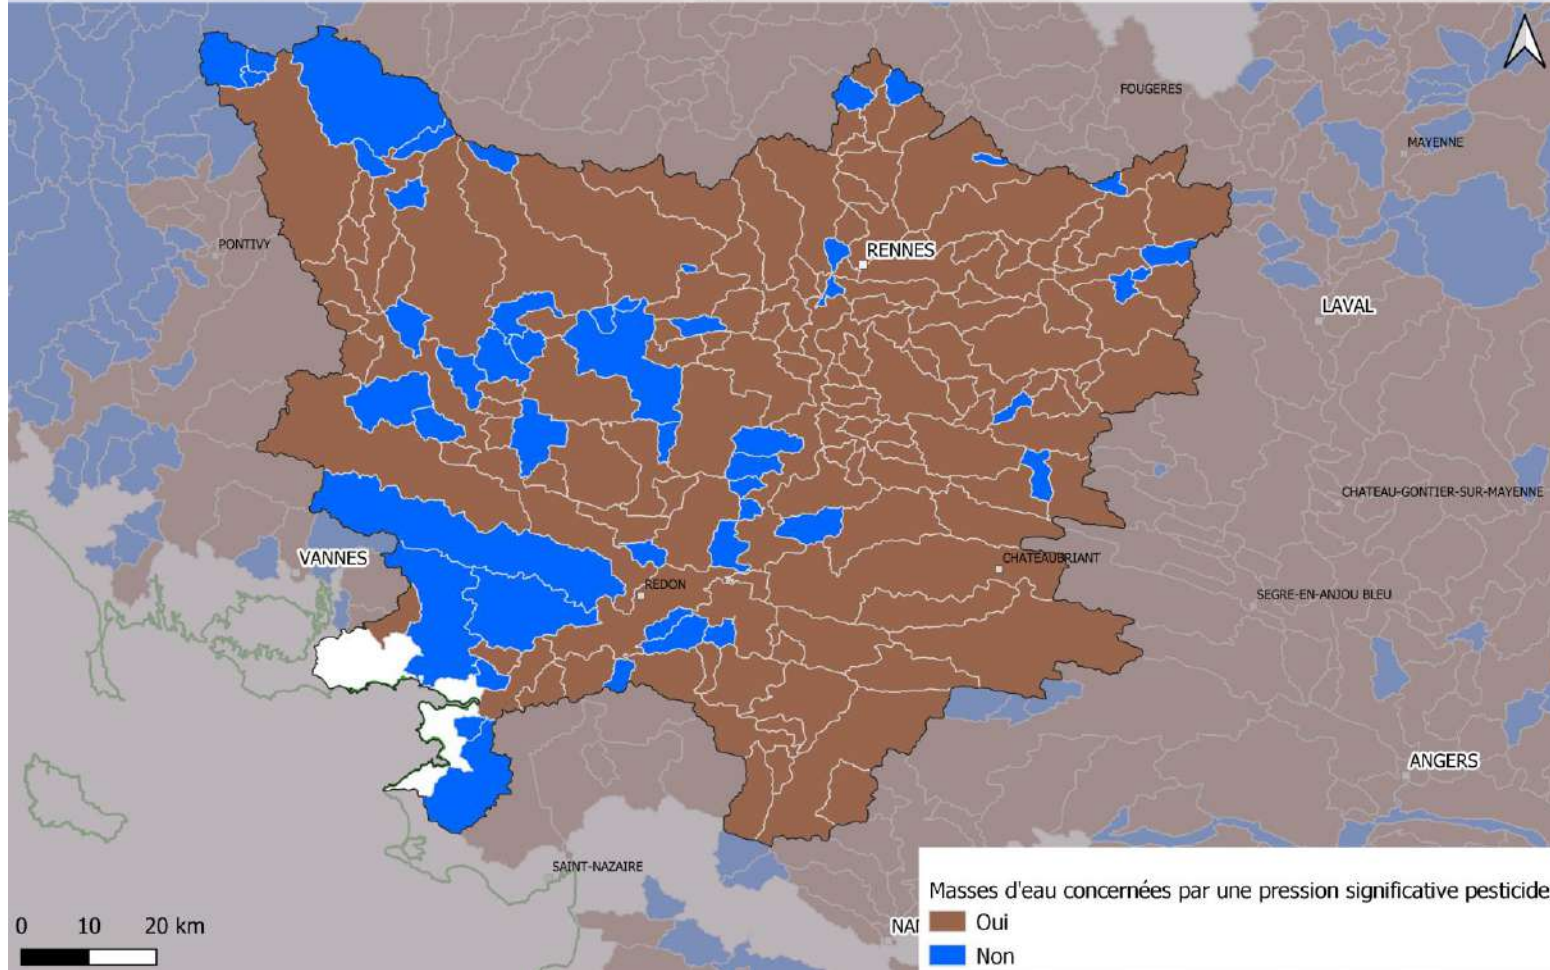 FOUGERES
MAYENNE
PONTIVY
RENNES
LAVAL
CHATEAU-GONTIER-SUR-MAYENNE
VANNES
CHATEAUBRIANT
REDON
SEGRE-EN-ANJOU BLEU
ANGERS
SAINT-NAZAIRE
NA
0 10 20 km
Masses d'eau concernées par une pression significative pesticide
Oui
Non